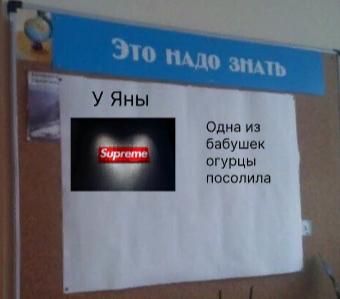 Это надо знать
У Яны
Supreme
Одна из
бабушек
огурцы
посолила